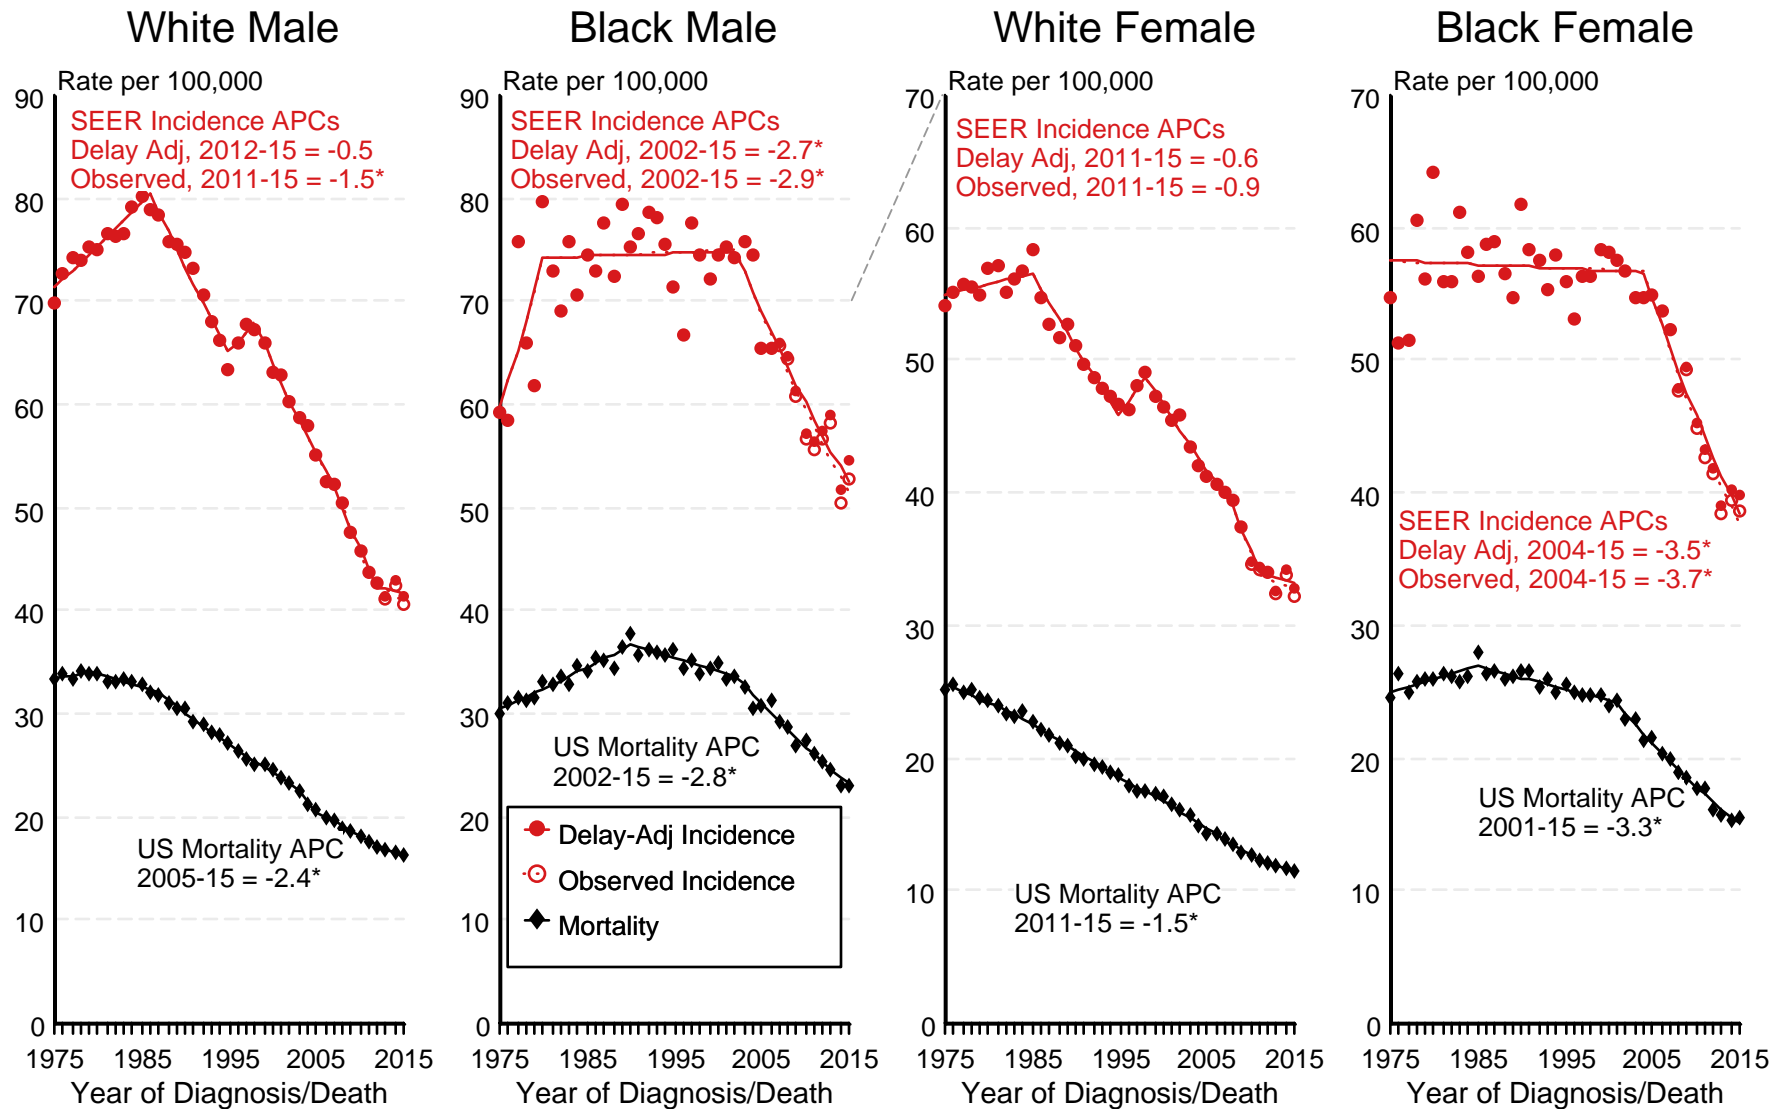 White Male
Rate per 100,000
SEER Incidence APCs
Delay Adj, 2012-15 = -0.5
Observed, 2011-15 = -1.5*
90
80
70
60
50
40
30
20
10
0
US Mortality APC
2005-15 = -2.4*
1975 1985 1995 2005 2015
Year of Diagnosis/Death
Black Male
Rate per 100,000
SEER Incidence APCs
Delay Adj, 2002-15 = -2.7*
Observed, 2002-15 = -2.9*
90
80
70
60
50
40
30
20
10
0
US Mortality APC
2002-15 = -2.8*
Delay-Adj Incidence
Observed Incidence
Mortality
1975 1985 1995 2005 2015
Year of Diagnosis/Death
White Female
Rate per 100,000
SEER Incidence APCs
Delay Adj, 2011-15 = -0.6
Observed, 2011-15 = -0.9
70
60
50
40
30
20
10
0
US Mortality APC
2011-15 = -1.5*
1975 1985 1995 2005 2015
Year of Diagnosis/Death
Black Female
Rate per 100,000
70
60
50
40
30
20
10
0
SEER Incidence APCs
Delay Adj, 2004-15 = -3.5*
Observed, 2004-15 = -3.7*
US Mortality APC
2001-15 = -3.3*
1975 1985 1995 2005 2015
Year of Diagnosis/Death